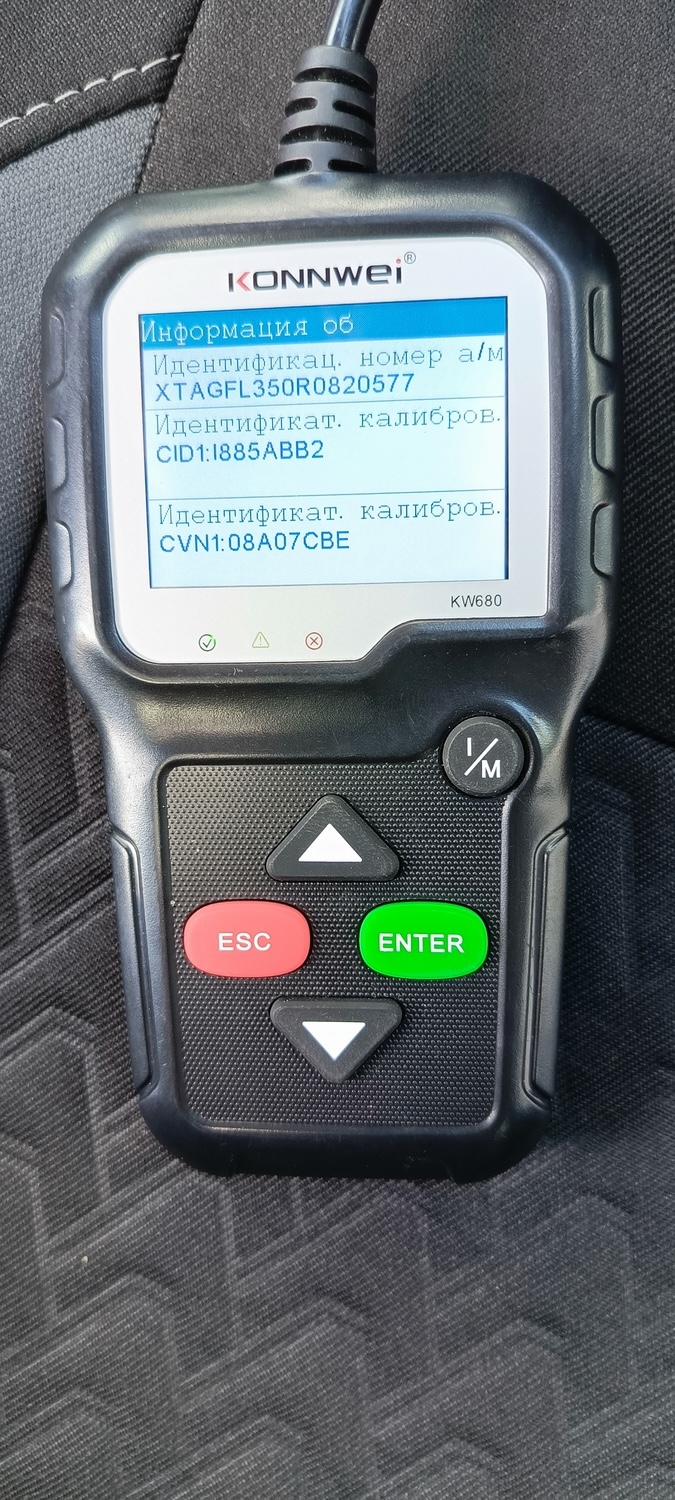 KONNWEI®
Информация об
Идентификац. номер а/м
XTAGFL350R0820577
Идентификат. калибров.
CID1:I885ABB2
Идентификат. калибров.
CVN1:08A07CBE
KW680
I/M
ESC
ENTER